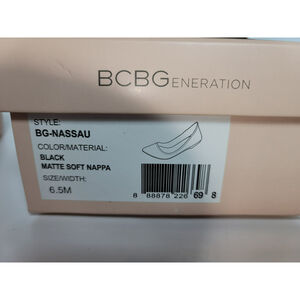 BCBGENERATION
STYLE:
BG-NASSAU
COLOR/MATERIAL:
BLACK
MATTE SOFT NAPPA
SIZE/WIDTH:
6.5M
8 88878 226 69 8